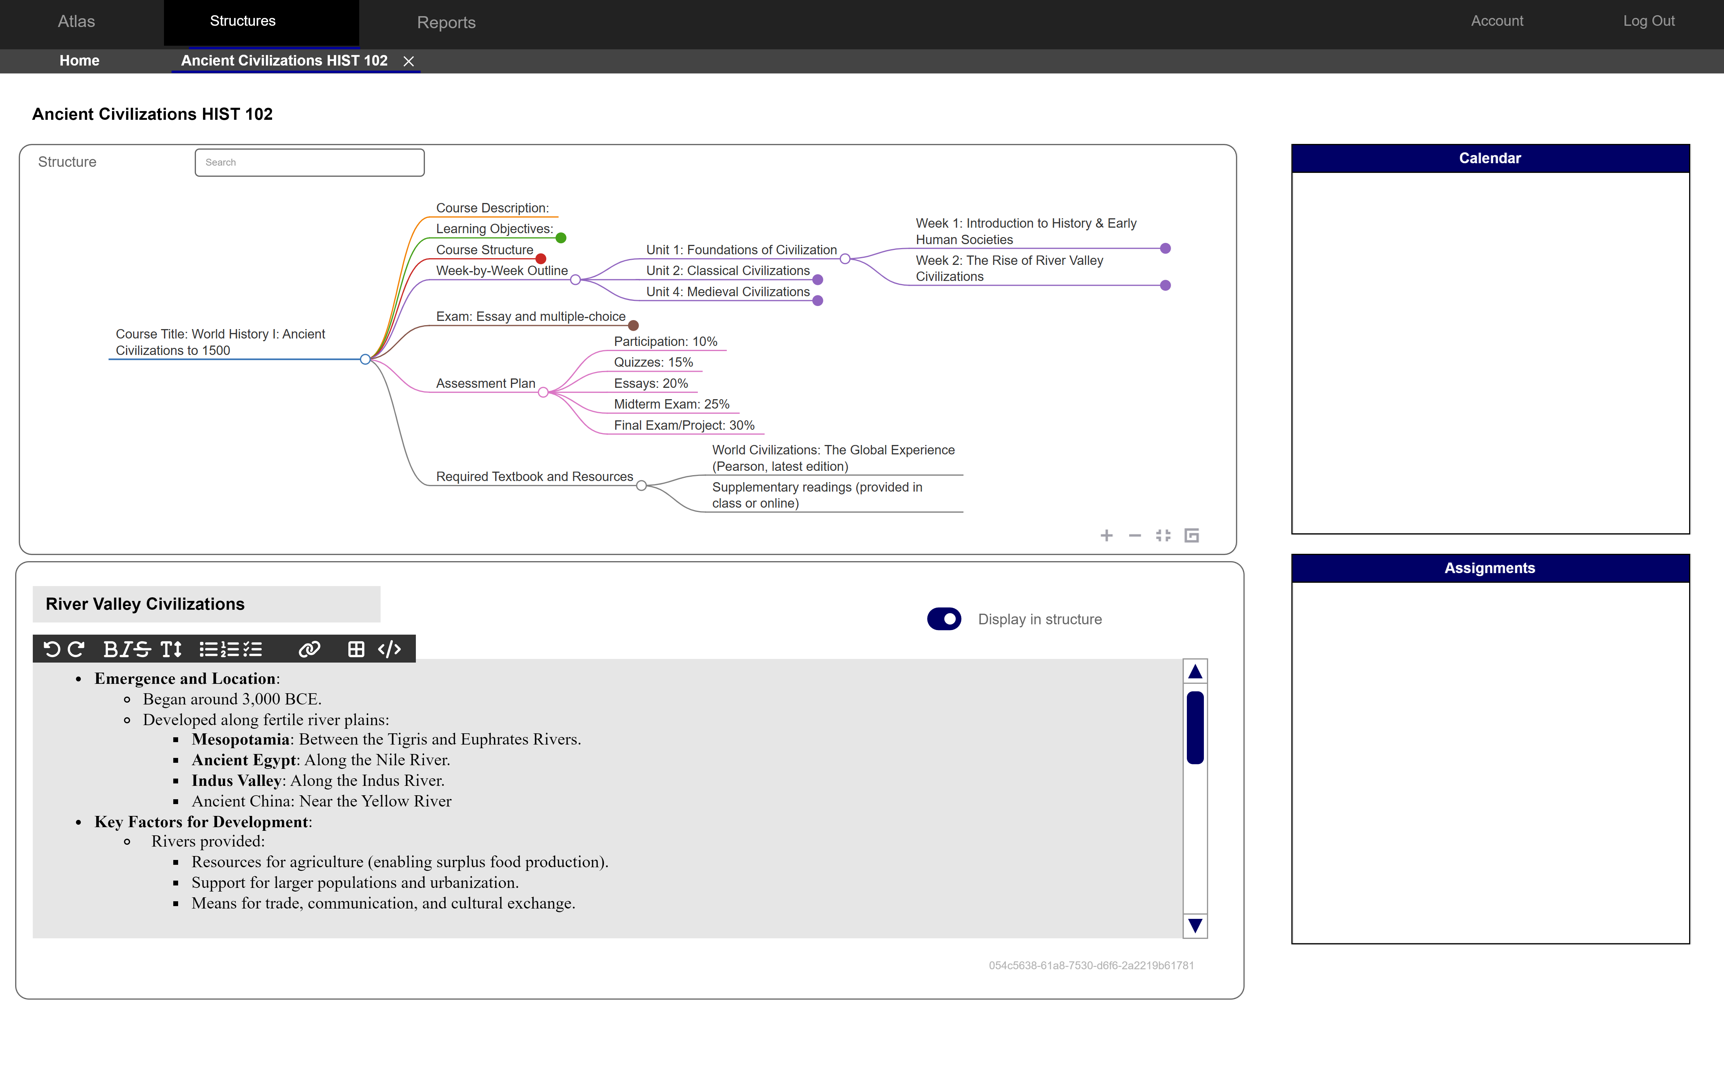 Atlas
Structures
Reports
Account
Log Out
Home
Ancient Civilizations HIST 102
Ancient Civilizations HIST 102
Structure
Search
Course Description:
Learning Objectives:
Course Structure
Week-by-Week Outline
Unit 1: Foundations of Civilization
Unit 2: Classical Civilizations
Unit 4: Medieval Civilizations
Week 1: Introduction to History & Early
Human Societies
Week 2: The Rise of River Valley
Civilizations
Exam: Essay and multiple-choice
Course Title: World History I: Ancient
Civilizations to 1500
Assessment Plan
Participation: 10%
Quizzes: 15%
Essays: 20%
Midterm Exam: 25%
Final Exam/Project: 30%
Required Textbook and Resources
World Civilizations: The Global Experience
(Pearson, latest edition)
Supplementary readings (provided in
class or online)
Calendar
Assignments
River Valley Civilizations
Display in structure
Emergence and Location:
Began around 3,000 BCE.
Developed along fertile river plains:
Mesopotamia: Between the Tigris and Euphrates Rivers.
Ancient Egypt: Along the Nile River.
Indus Valley: Along the Indus River.
Ancient China: Near the Yellow River
Key Factors for Development:
Rivers provided:
Resources for agriculture (enabling surplus food production).
Support for larger populations and urbanization.
Means for trade, communication, and cultural exchange.
054c5638-61a8-7530-d6f6-2a2219b61781